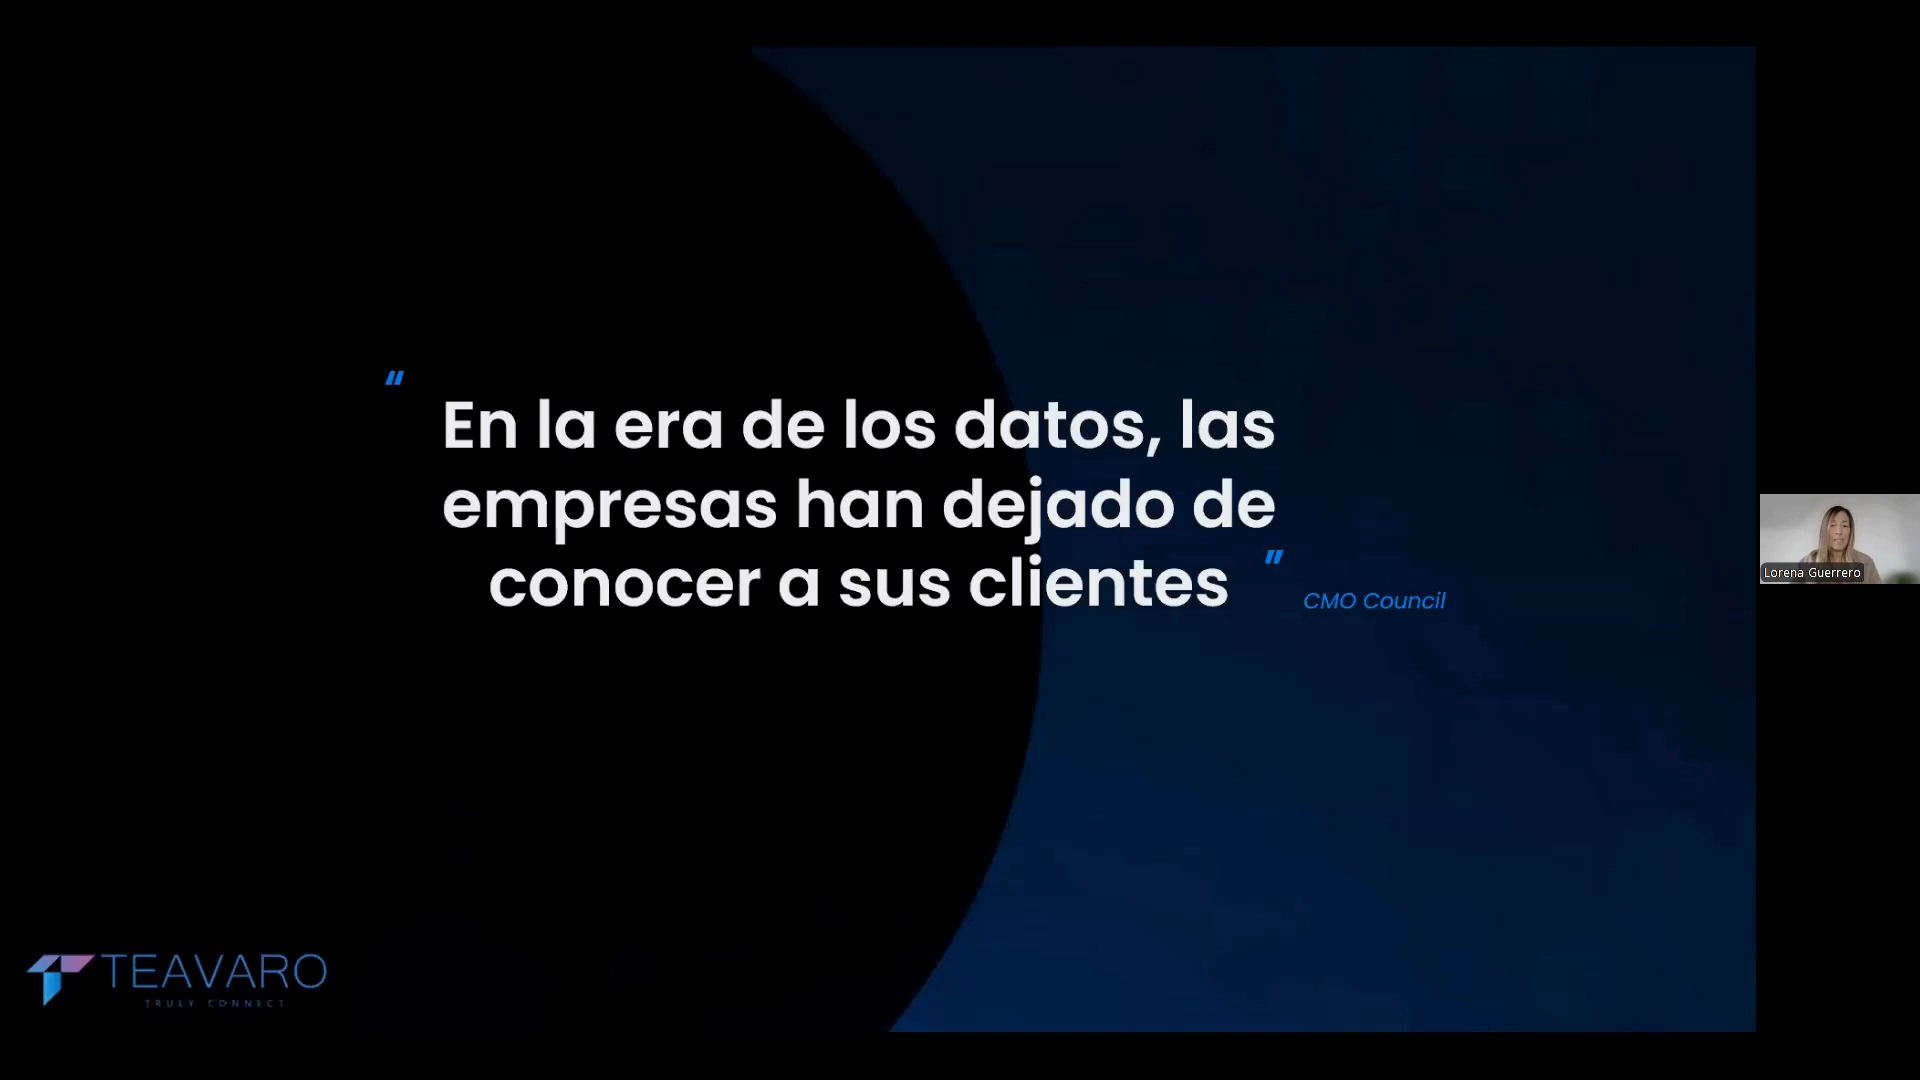 “
En la era de los datos, las
empresas han dejado de
conocer a sus clientes ”
CMO Council
Lorena Guerrero
TEAVARO
TRULY CONNECT